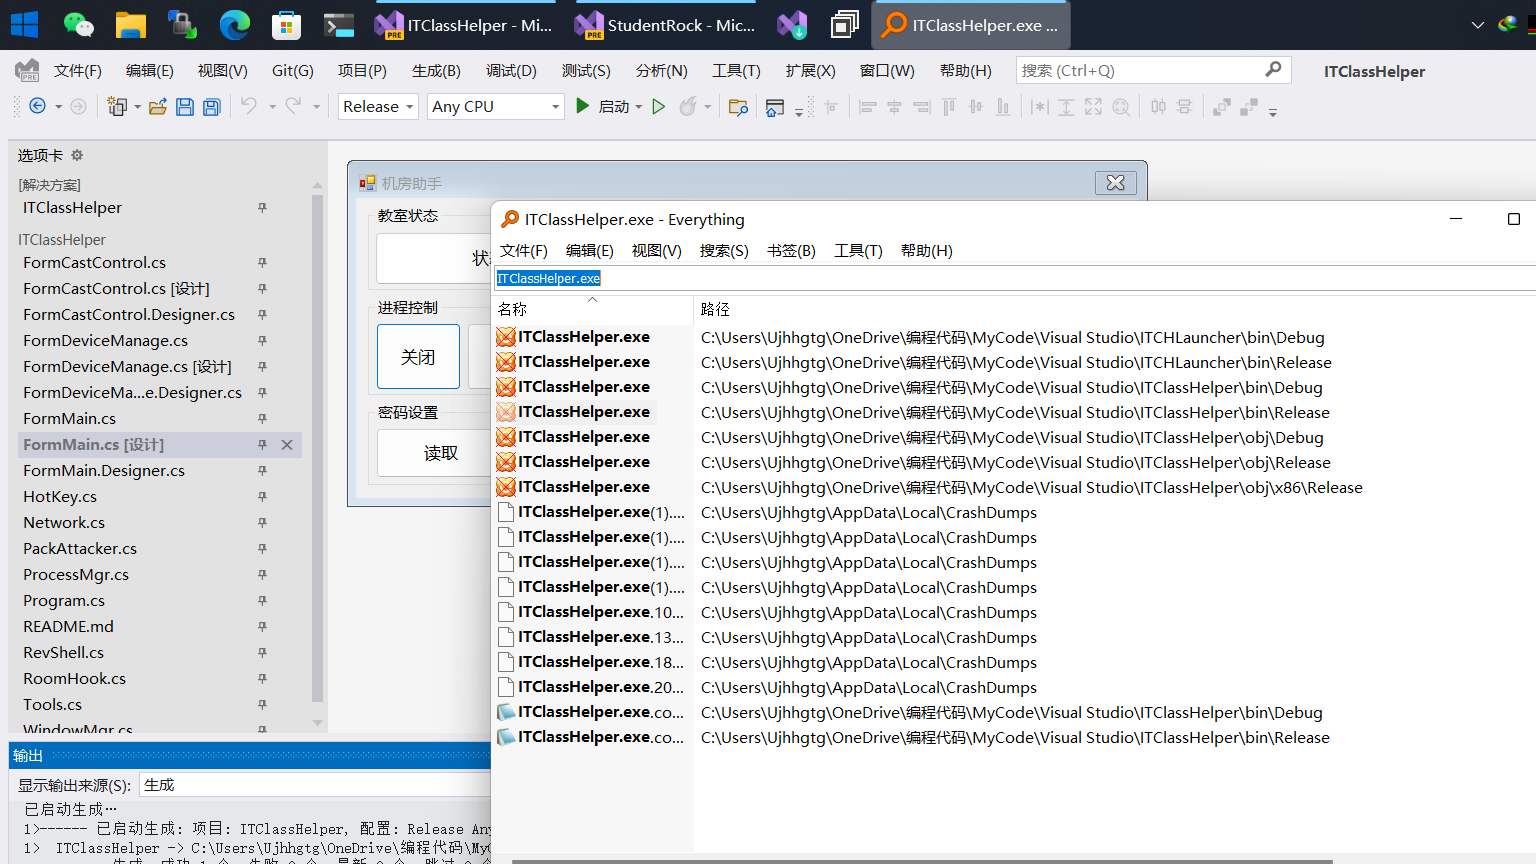 ITClassHelper - Mi...
StudentRock - Mic...
ITClassHelper.exe ...
文件(F) 编辑(E) 视图(V) Git(G) 项目(P) 生成(B) 调试(D) 测试(S) 分析(N) 工具(T) 扩展(X) 窗口(W) 帮助(H) 搜索 (Ctrl+Q) ITClassHelper
Release Any CPU 启动
选项卡
[解决方案]
ITClassHelper
ITClassHelper
FormCastControl.cs
FormCastControl.cs [设计]
FormCastControl.Designer.cs
FormDeviceManage.cs
FormDeviceManage.cs [设计]
FormDeviceMa...e.Designer.cs
FormMain.cs
FormMain.cs [设计]
FormMain.Designer.cs
HotKey.cs
Network.cs
PackAttacker.cs
ProcessMgr.cs
Program.cs
README.md
RevShell.cs
RoomHook.cs
Tools.cs
WindowMgr.cs
机房助手
教室状态
进程控制
关闭
密码设置
读取
ITClassHelper.exe - Everything
文件(F) 编辑(E) 视图(V) 搜索(S) 书签(B) 工具(T) 帮助(H)
ITClassHelper.exe
名称 路径
ITClassHelper.exe C:\Users\Ujhhgtg\OneDrive\编程代码\MyCode\Visual Studio\ITCHLauncher\bin\Debug
ITClassHelper.exe C:\Users\Ujhhgtg\OneDrive\编程代码\MyCode\Visual Studio\ITCHLauncher\bin\Release
ITClassHelper.exe C:\Users\Ujhhgtg\OneDrive\编程代码\MyCode\Visual Studio\ITClassHelper\bin\Debug
ITClassHelper.exe C:\Users\Ujhhgtg\OneDrive\编程代码\MyCode\Visual Studio\ITClassHelper\bin\Release
ITClassHelper.exe C:\Users\Ujhhgtg\OneDrive\编程代码\MyCode\Visual Studio\ITClassHelper\obj\Debug
ITClassHelper.exe C:\Users\Ujhhgtg\OneDrive\编程代码\MyCode\Visual Studio\ITClassHelper\obj\Release
ITClassHelper.exe C:\Users\Ujhhgtg\OneDrive\编程代码\MyCode\Visual Studio\ITClassHelper\obj\x86\Release
ITClassHelper.exe(1).... C:\Users\Ujhhgtg\AppData\Local\CrashDumps
ITClassHelper.exe(1).... C:\Users\Ujhhgtg\AppData\Local\CrashDumps
ITClassHelper.exe(1).... C:\Users\Ujhhgtg\AppData\Local\CrashDumps
ITClassHelper.exe(1).... C:\Users\Ujhhgtg\AppData\Local\CrashDumps
ITClassHelper.exe.10... C:\Users\Ujhhgtg\AppData\Local\CrashDumps
ITClassHelper.exe.13... C:\Users\Ujhhgtg\AppData\Local\CrashDumps
ITClassHelper.exe.18... C:\Users\Ujhhgtg\AppData\Local\CrashDumps
ITClassHelper.exe.20... C:\Users\Ujhhgtg\AppData\Local\CrashDumps
ITClassHelper.exe.co... C:\Users\Ujhhgtg\OneDrive\编程代码\MyCode\Visual Studio\ITClassHelper\bin\Debug
ITClassHelper.exe.co... C:\Users\Ujhhgtg\OneDrive\编程代码\MyCode\Visual Studio\ITClassHelper\bin\Release
输出
显示输出来源(S): 生成
已启动生成…
1>------ 已启动生成: 项目: ITClassHelper, 配置: Release Any
1> ITClassHelper -> C:\Users\Ujhhgtg\OneDrive\编程代码\My